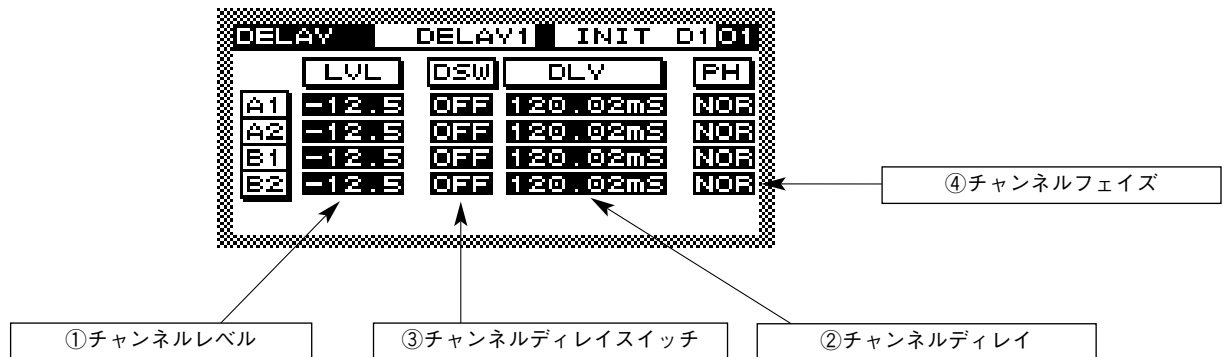 DELAY DELAY1 INIT D1 01
LVL DSW DLY PH
A1 -12.5 OFF 120.02mS NOR
A2 -12.5 OFF 120.02mS NOR
B1 -12.5 OFF 120.02mS NOR
B2 -12.5 OFF 120.02mS NOR
④チャンネルフェイズ
①チャンネルレベル
③チャンネルディレイスイッチ
②チャンネルディレイ